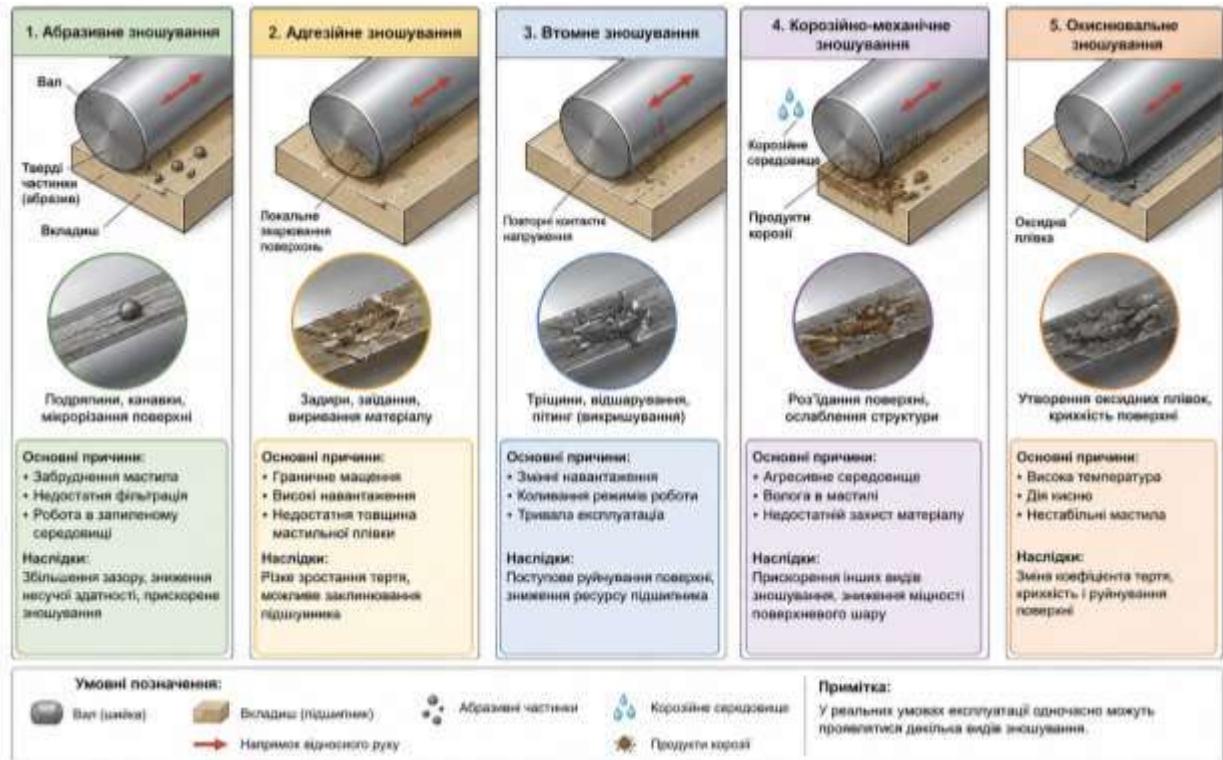 1. Абразивне зношування
Вал
Тверді
частинки
(абразив)
Вкладиш
Подряпини, канавки,
мікрорізання поверхні
Основні причини:
• Забруднення мастила
• Недостатня фільтрація
• Робота в запиленому
середовищі
Наслідки:
Збільшення зазору, зниження
несучої здатності, прискорене
зношування
2. Адгезійне зношування
Локальне
зварювання
поверхонь
Задири, заїдання,
виривання матеріалу
Основні причини:
• Граничне мащення
• Високі навантаження
• Недостатня товщина
мастильної плівки
Наслідки:
Різке зростання тертя,
можливе заклинювання
підшипника
3. Втомне зношування
Повторні контактні
напруження
Тріщини, відшарування,
пітинг (викришування)
Основні причини:
• Змінні навантаження
• Коливання режимів роботи
• Тривала експлуатація
Наслідки:
Поступове руйнування поверхні,
зниження ресурсу підшипника
4. Корозійно-механічне
зношування
Корозійне
середовище
Продукти
корозії
Роз'їдання поверхні,
ослаблення структури
Основні причини:
• Агресивне середовище
• Волога в мастилі
• Недостатній захист матеріалу
Наслідки:
Прискорення інших видів
зношування, зниження міцності
поверхневого шару
5. Окиснювальне
зношування
Оксидна
плівка
Утворення оксидних плівок,
крихкість поверхні
Основні причини:
• Висока температура
• Дія кисню
• Нестабільні мастила
Наслідки:
Зміна коефіцієнта тертя,
крихкість і руйнування
поверхні
Умовні позначення:
Вал (шийка)
Вкладиш (підшипник)
Абразивні частинки
Корозійне середовище
Напрямок відносного руху
Продукти корозії
Примітка:
У реальних умовах експлуатації одночасно можуть
проявлятися декілька видів зношування.